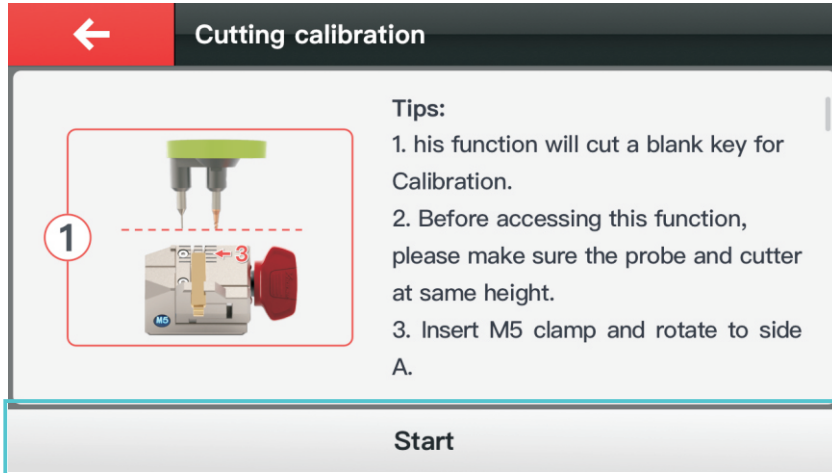 Cutting calibration
Tips:
1. his function will cut a blank key for
Calibration.
2. Before accessing this function,
please make sure the probe and cutter
at same height.
3. Insert M5 clamp and rotate to side
A.
1
3
M5
Start